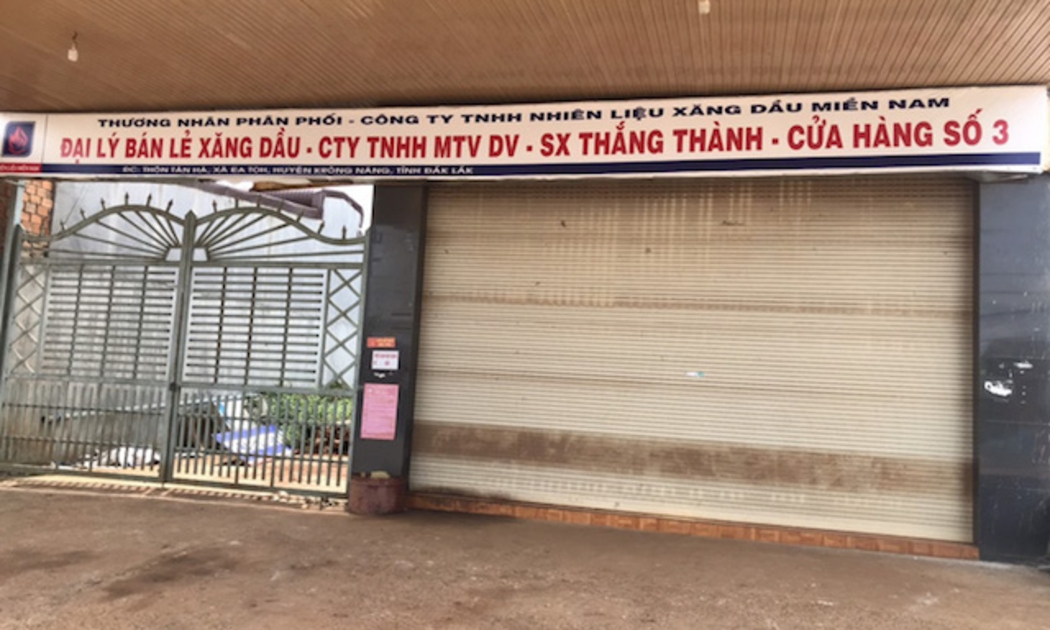 THƯƠNG NHÂN PHÂN PHỐI - CÔNG TY TNHH NHIÊN LIỆU XĂNG DẦU MIỀN NAM
ĐẠI LÝ BÁN LẺ XĂNG DẦU - CTY TNHH MTV DV - SX THẮNG THÀNH - CỬA HÀNG SỐ 3
ĐC: THÔN TÂN HÀ, XÃ EA TÓH, HUYỆN KRÔNG NĂNG, TỈNH ĐẮK LẮK